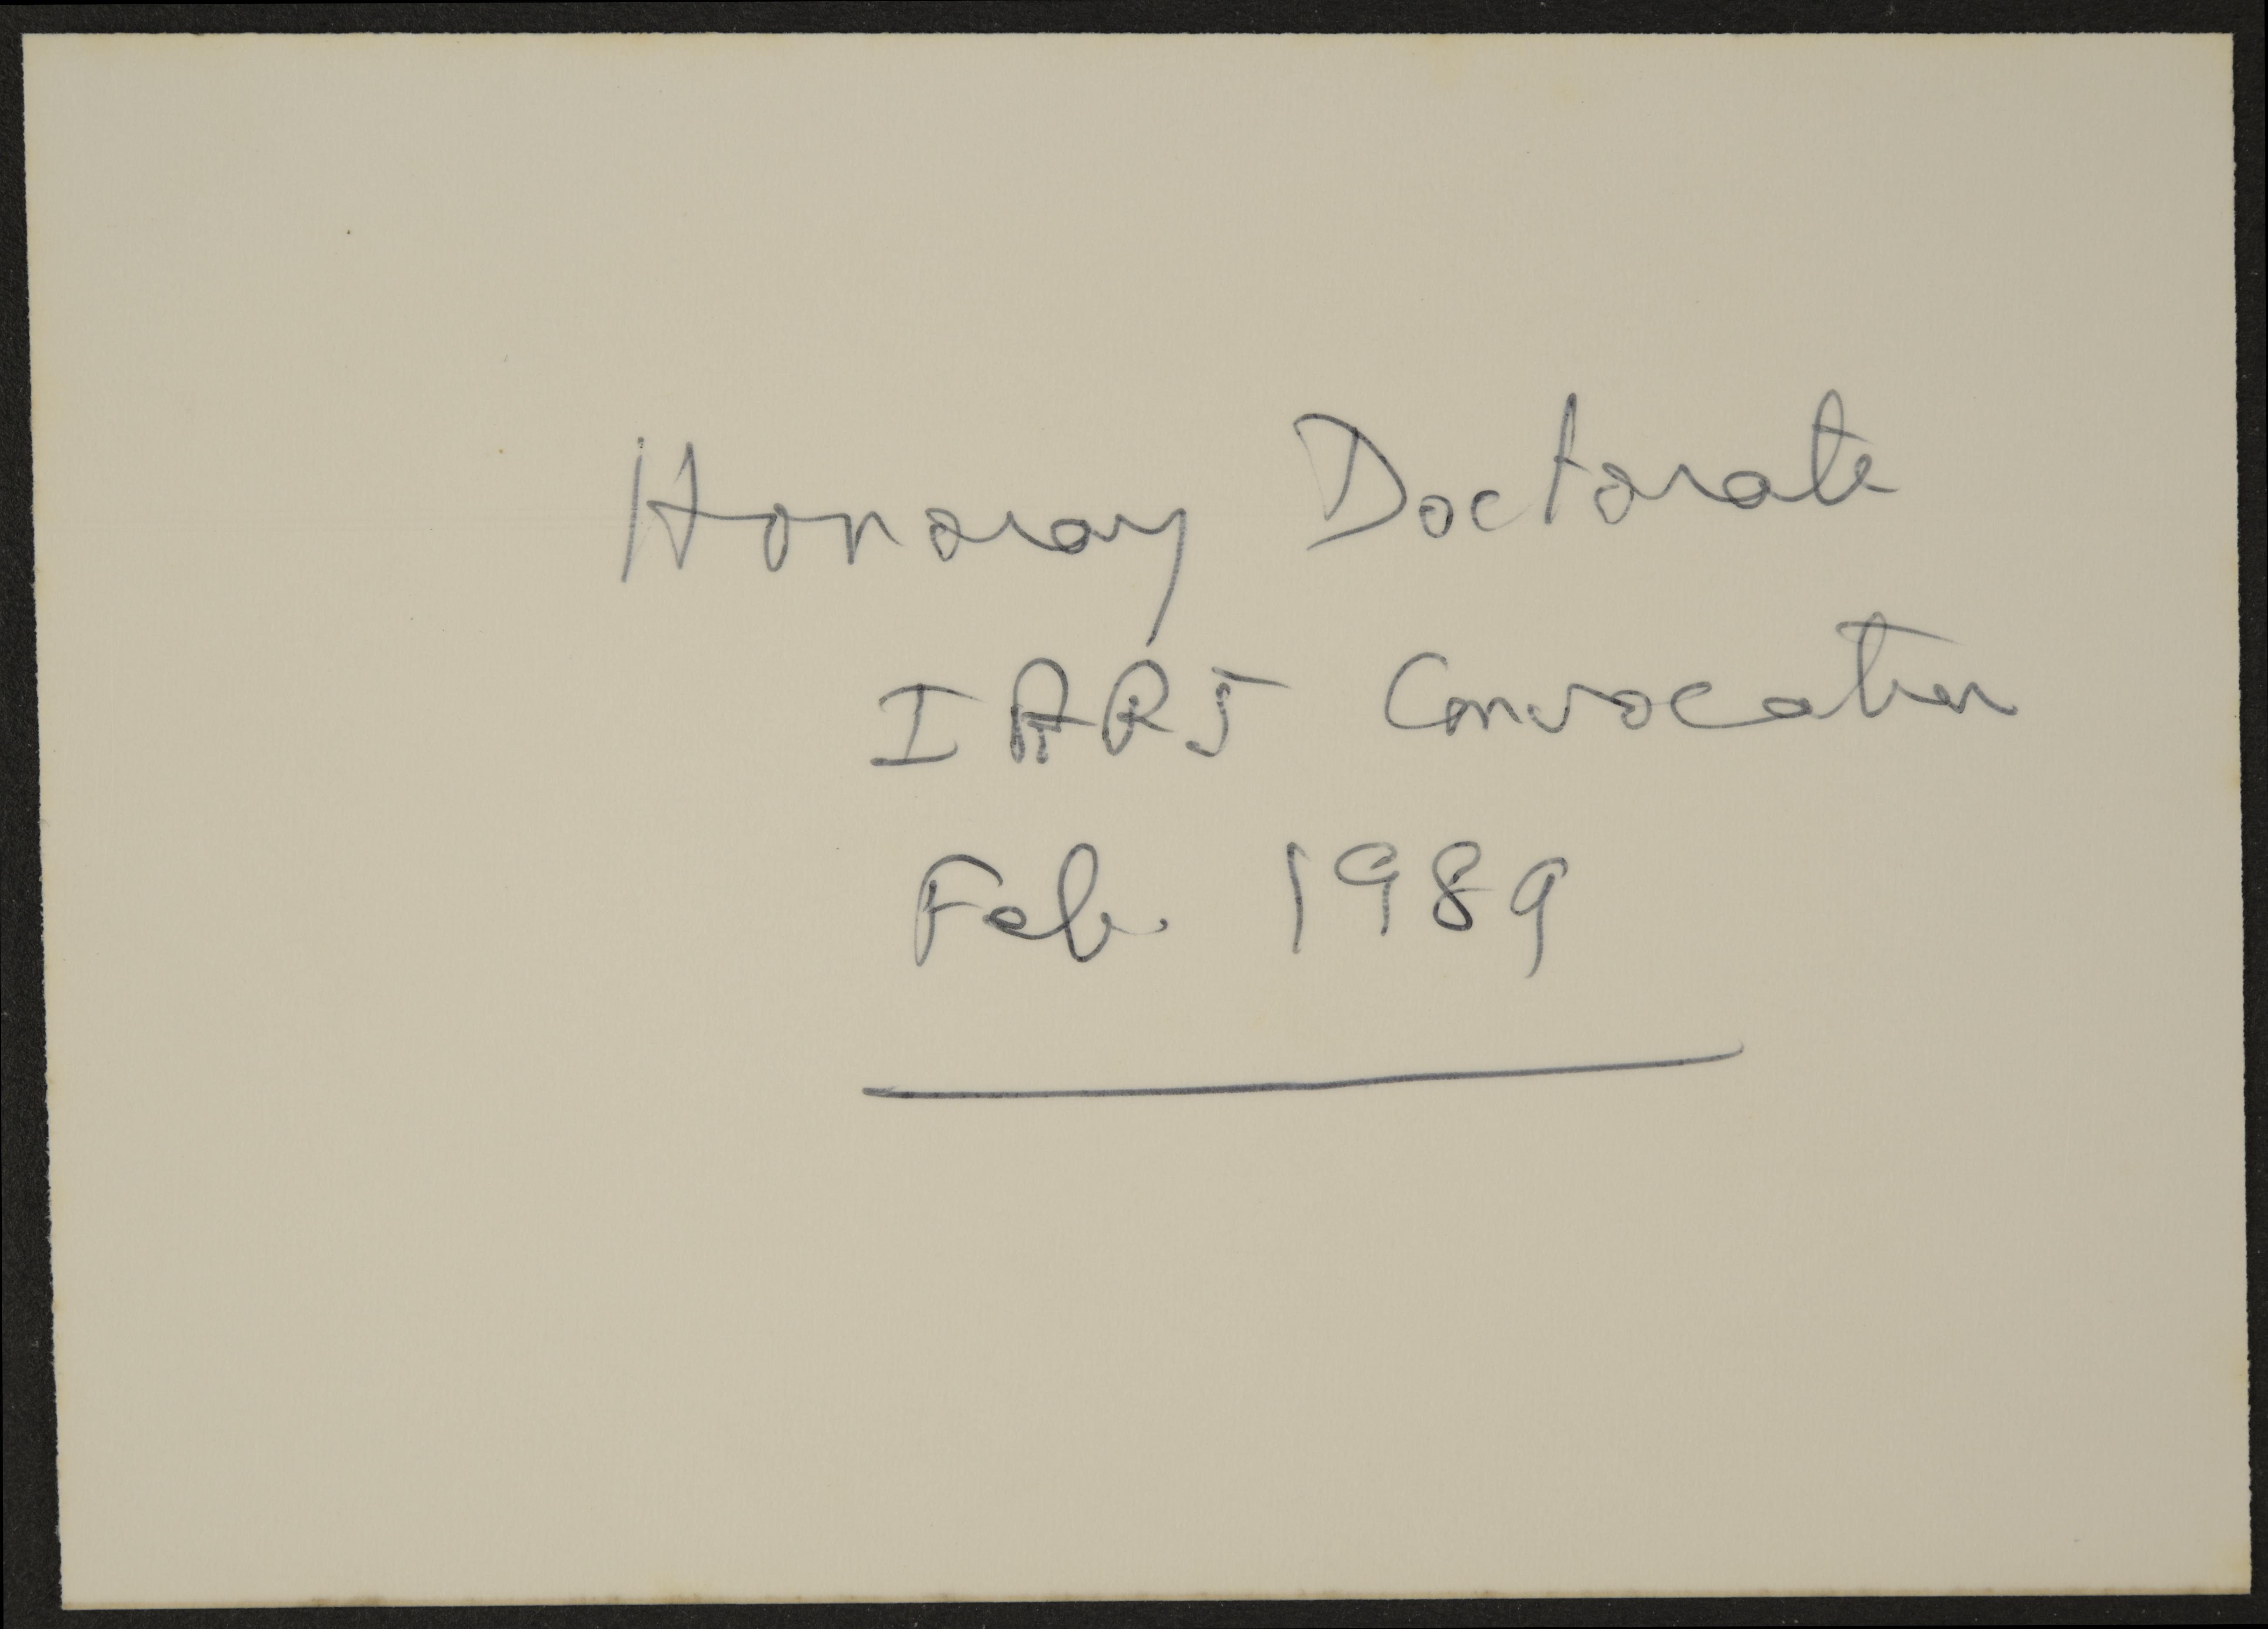 Honorary Doctorate
IARI Convocation
Feb. 1989